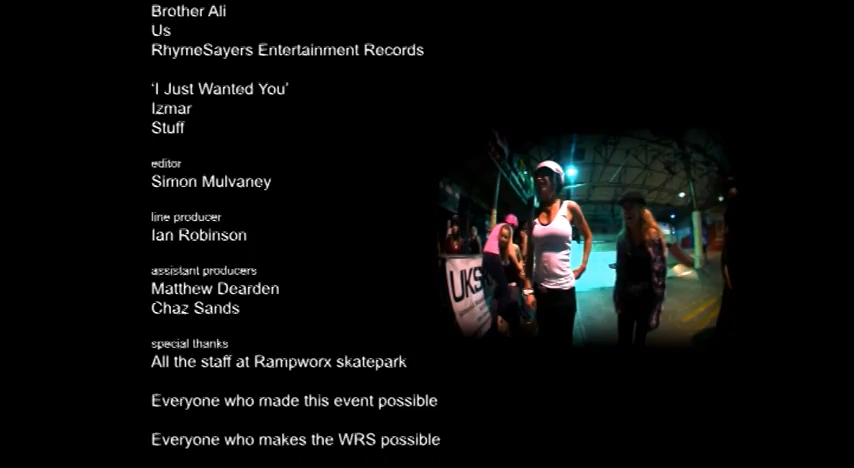 Brother Ali
Us
RhymeSayers Entertainment Records
‘I Just Wanted You’
Izmar
Stuff
editor
Simon Mulvaney
line producer
Ian Robinson
assistant producers
Matthew Dearden
Chaz Sands
special thanks
All the staff at Rampworx skatepark
Everyone who made this event possible
Everyone who makes the WRS possible
UKS